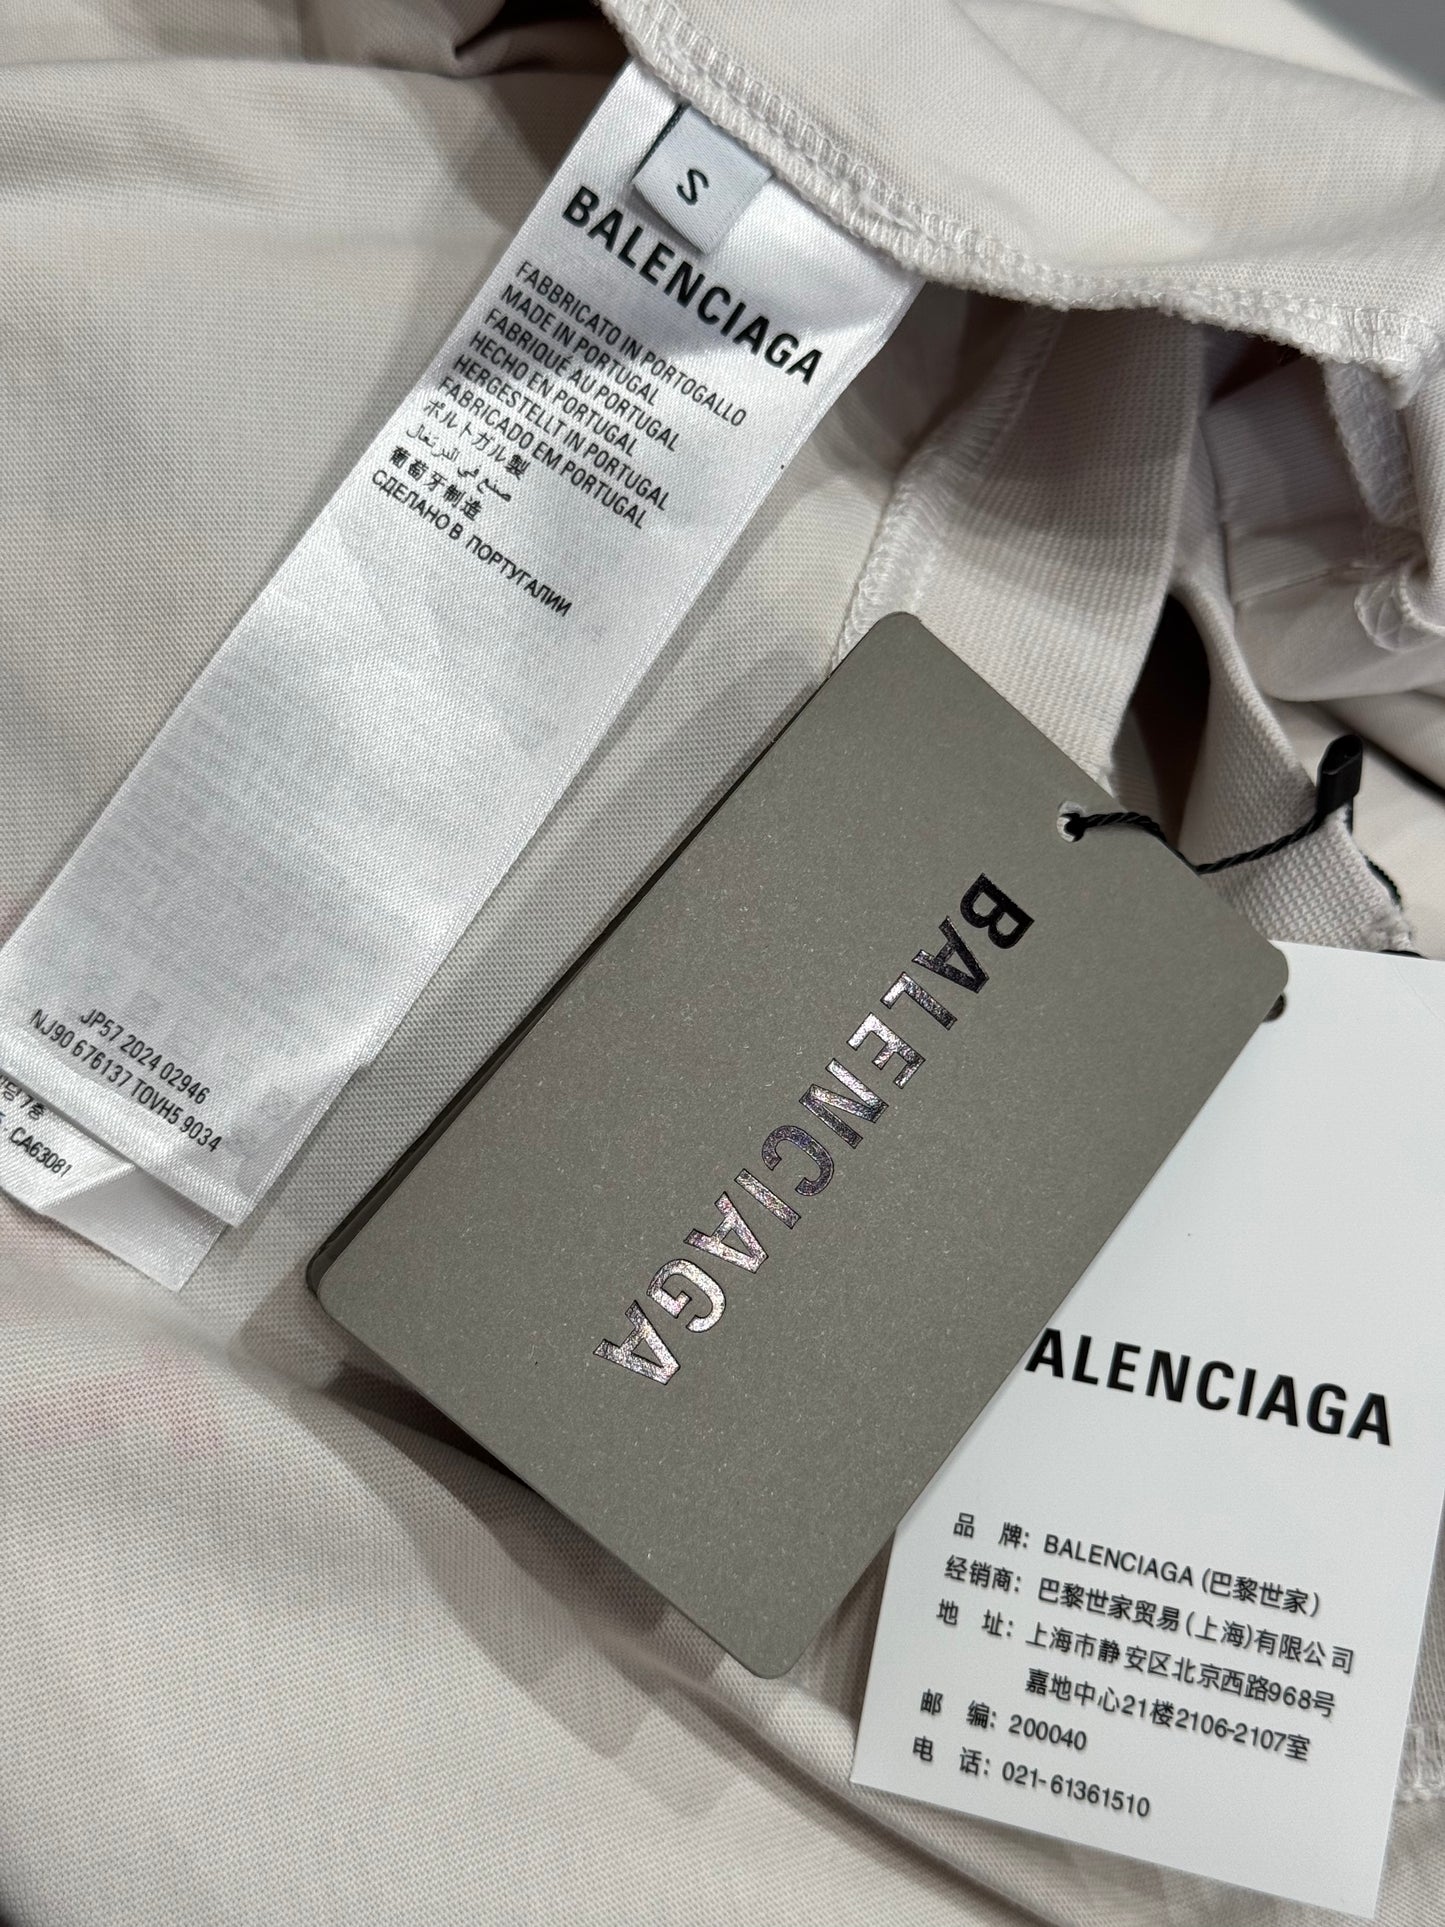 S
BALENCIAGA
FABBRICATO IN PORTOGALLO
MADE IN PORTUGAL
FABRIQUÉ AU PORTUGAL
HECHO EN PORTUGAL
HERGESTELLT IN PORTUGAL
FABRICADO EM PORTUGAL
ポルトガル製
صنع في البرتغال
葡萄牙制造
СДЕЛАНО В ПОРТУГАЛИИ
JP57 2024 02946
NJ90 676137 TOVH5 9034
7층
CA63081
BALENCIAGA
ALENCIAGA
品 牌: BALENCIAGA (巴黎世家)
经销商: 巴黎世家贸易(上海)有限公司
地 址: 上海市静安区北京西路968号
嘉地中心21楼2106-2107室
邮 编: 200040
电 话: 021-61361510